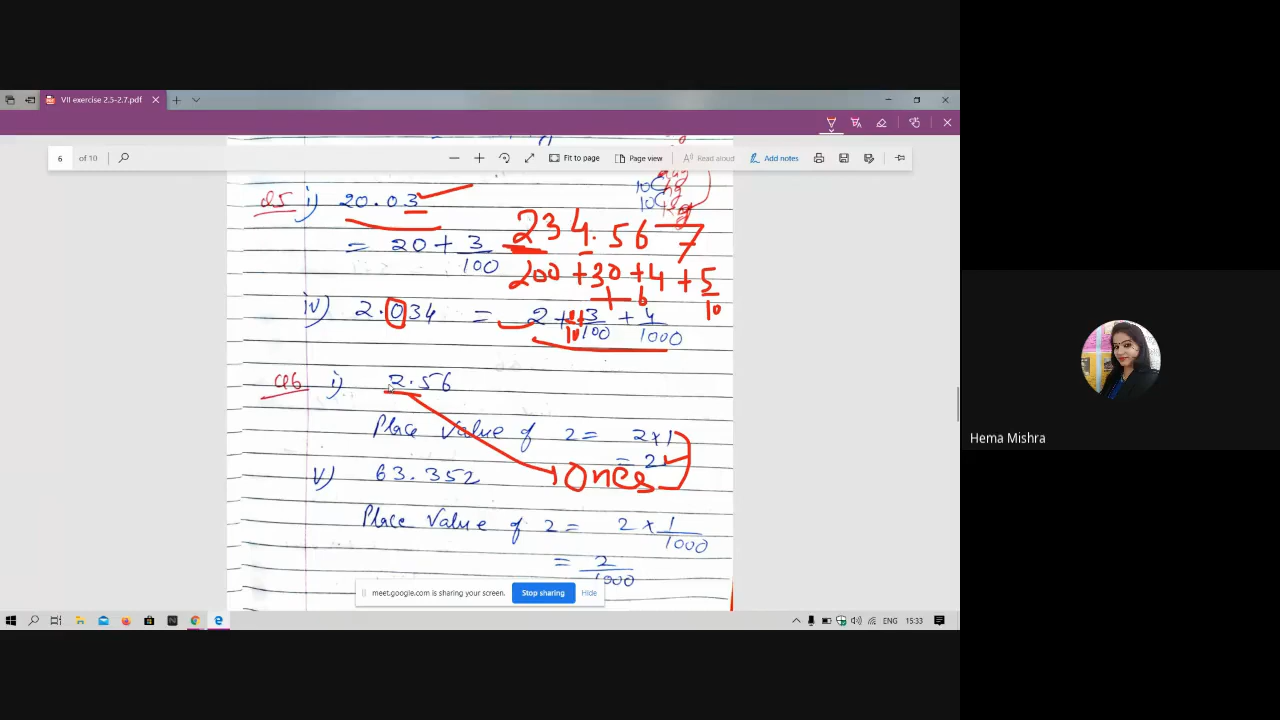 VII exercise 2.5-2.7.pdf
6 of 10
Fit to page
Page view
Read aloud
Add notes
Q5 i) 20.03
= 20 + 3/100
234.567
200 + 30 + 4 + 5/10
iv) 2.034 = 2 + 3/100 + 4/1000
Q6 i) 2.56
Place Value of 2 = 2×1
= 2
Ones
v) 63.352
Place Value of 2 = 2 × 1/1000
= 2/1000
meet.google.com is sharing your screen.
Stop sharing
Hide
ENG
15:33
Hema Mishra